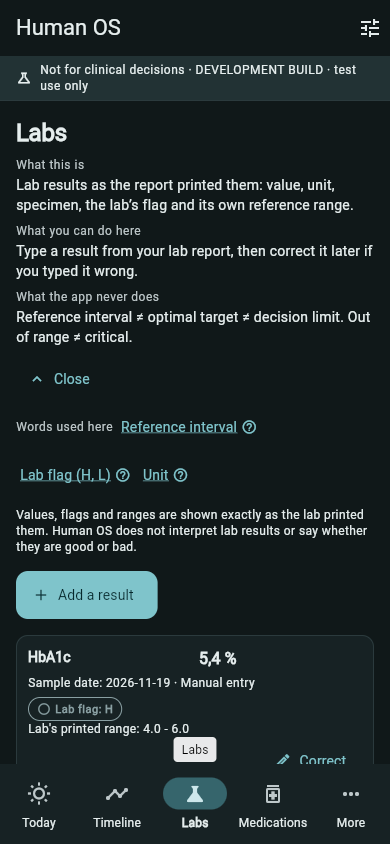 Human OS
Not for clinical decisions · DEVELOPMENT BUILD · test
use only
Labs
What this is
Lab results as the report printed them: value, unit,
specimen, the lab’s flag and its own reference range.
What you can do here
Type a result from your lab report, then correct it later if
you typed it wrong.
What the app never does
Reference interval ≠ optimal target ≠ decision limit. Out
of range ≠ critical.
Close
Words used here Reference interval ?
Lab flag (H, L) ? Unit ?
Values, flags and ranges are shown exactly as the lab printed
them. Human OS does not interpret lab results or say whether
they are good or bad.
+ Add a result
HbA1c 5,4 %
Sample date: 2026-11-19 · Manual entry
Lab flag: H
Lab's printed range: 4.0 - 6.0
Labs
Correct
Today Timeline Labs Medications More